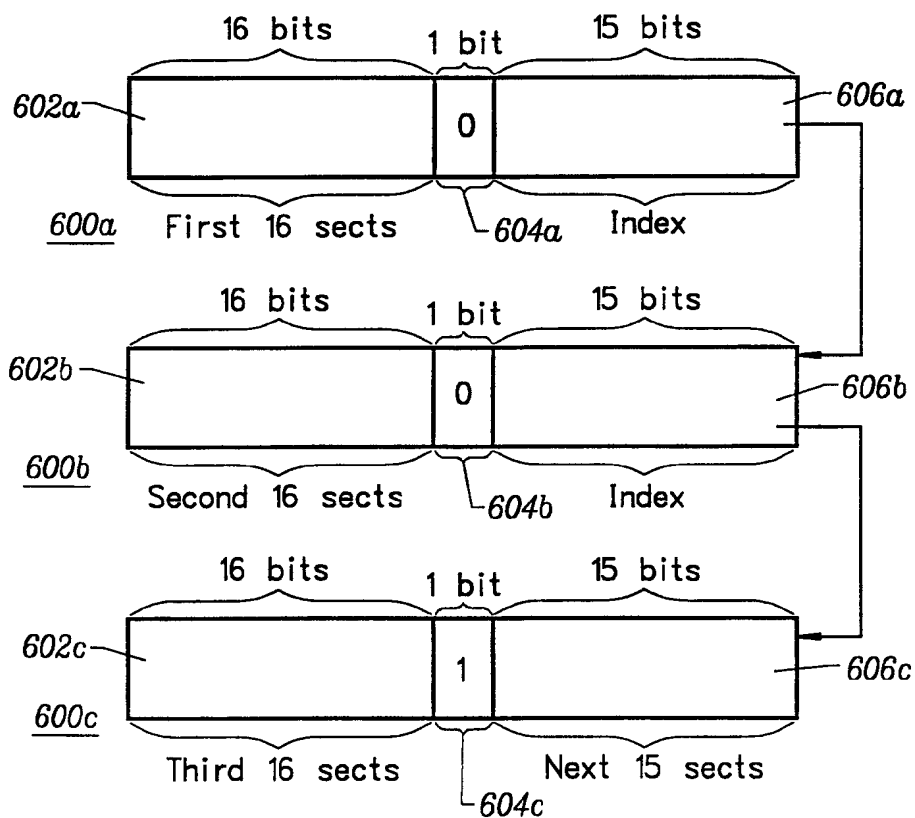 16 bits 1 bit 15 bits
602a 0 606a
600a First 16 sects 604a Index
16 bits 1 bit 15 bits
602b 0 606b
600b Second 16 sects 604b Index
16 bits 1 bit 15 bits
602c 1 606c
600c Third 16 sects 604c Next 15 sects